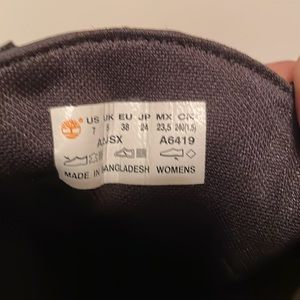 US UK EU JP MX CN
7 5 38 24 23,5 240(1,5)
A6419
MADE IN BANGLADESH WOMENS